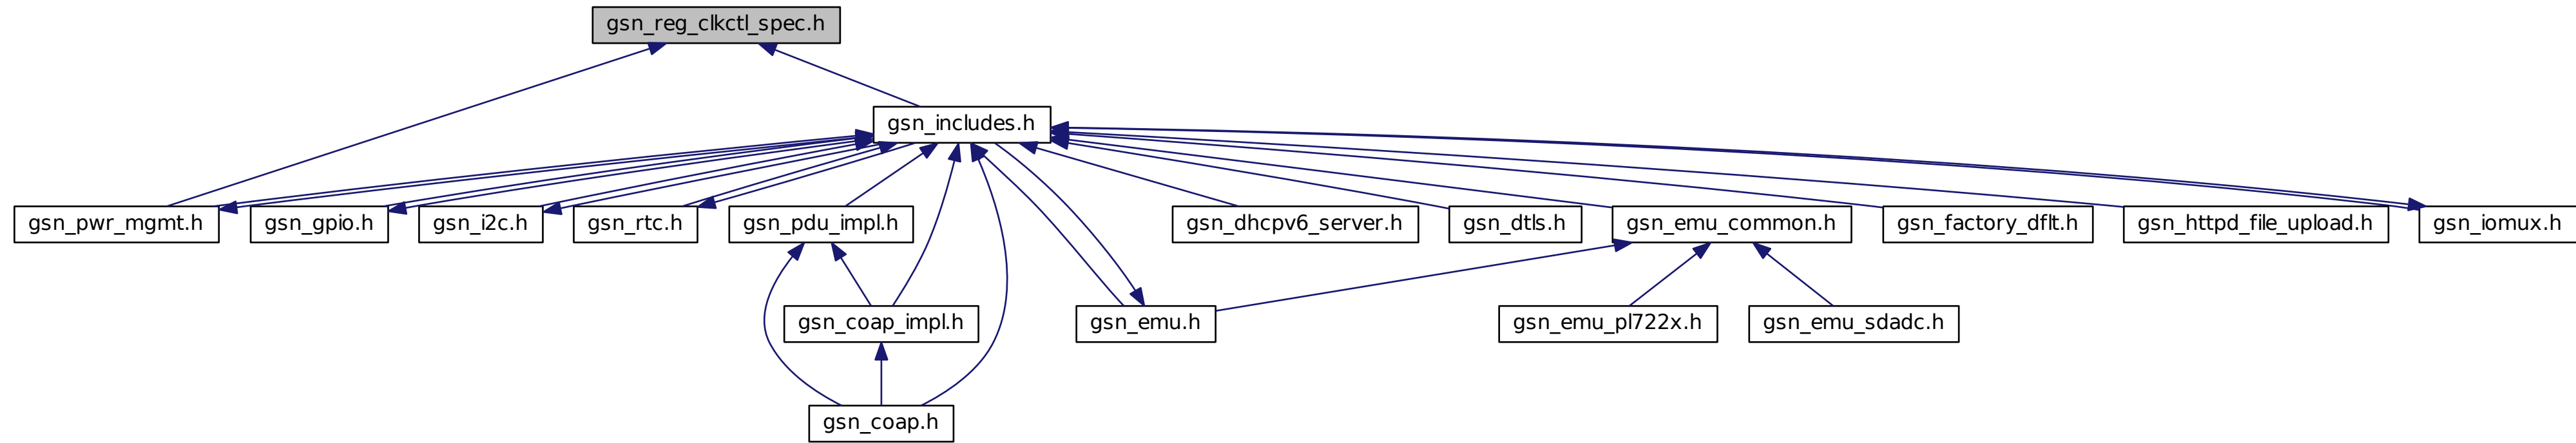 gsn_reg_clkctl_spec.h
gsn_includes.h
gsn_pwr_mgmt.h
gsn_gpio.h
gsn_i2c.h
gsn_rtc.h
gsn_pdu_impl.h
gsn_dhcpv6_server.h
gsn_dtls.h
gsn_emu_common.h
gsn_factory_dflt.h
gsn_httpd_file_upload.h
gsn_iomux.h
gsn_coap_impl.h
gsn_emu.h
gsn_emu_pl722x.h
gsn_emu_sdadc.h
gsn_coap.h